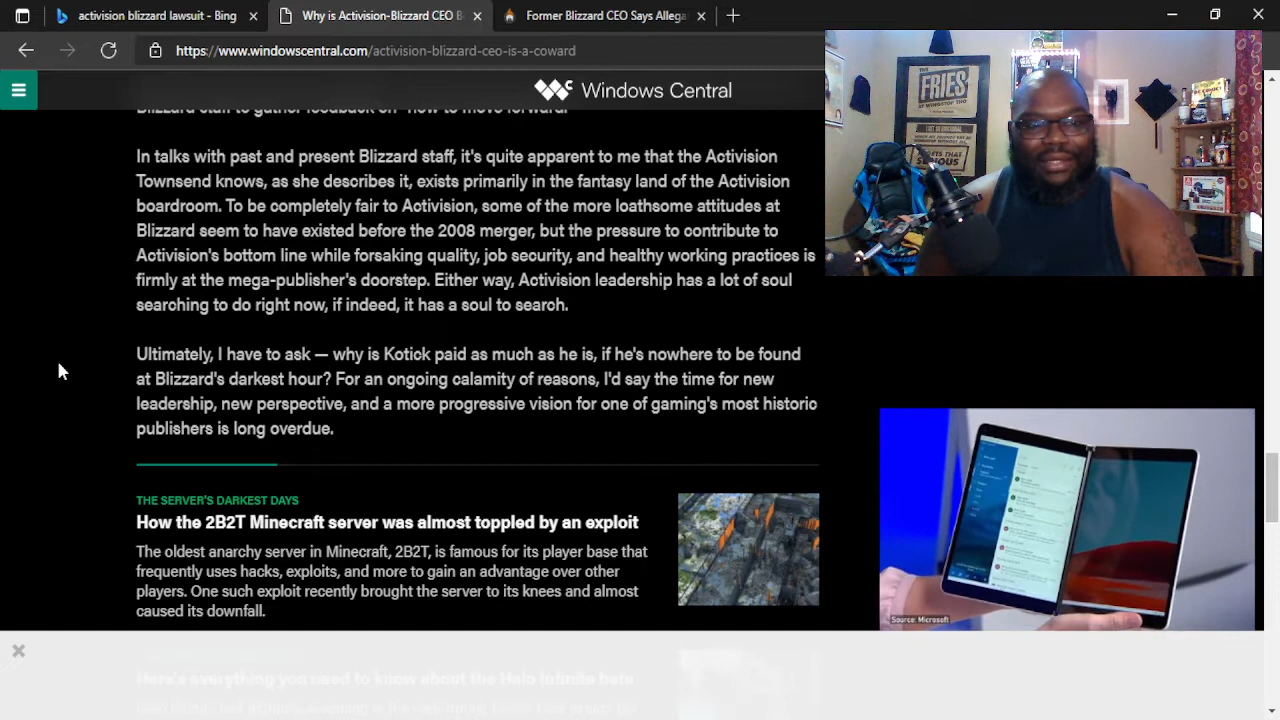 activision blizzard lawsuit - Bing
Why is Activision-Blizzard CEO B
Former Blizzard CEO Says Allega
https://www.windowscentral.com/activision-blizzard-ceo-is-a-coward
Windows Central
In talks with past and present Blizzard staff, it's quite apparent to me that the Activision
Townsend knows, as she describes it, exists primarily in the fantasy land of the Activision
boardroom. To be completely fair to Activision, some of the more loathsome attitudes at
Blizzard seem to have existed before the 2008 merger, but the pressure to contribute to
Activision's bottom line while forsaking quality, job security, and healthy working practices is
firmly at the mega-publisher's doorstep. Either way, Activision leadership has a lot of soul
searching to do right now, if indeed, it has a soul to search.
Ultimately, I have to ask — why is Kotick paid as much as he is, if he's nowhere to be found
at Blizzard's darkest hour? For an ongoing calamity of reasons, I'd say the time for new
leadership, new perspective, and a more progressive vision for one of gaming's most historic
publishers is long overdue.
THE SERVER'S DARKEST DAYS
How the 2B2T Minecraft server was almost toppled by an exploit
The oldest anarchy server in Minecraft, 2B2T, is famous for its player base that
frequently uses hacks, exploits, and more to gain an advantage over other
players. One such exploit recently brought the server to its knees and almost
caused its downfall.
Here's everything you need to know about the Halo Infinite beta
THE
FRIES
Source: Microsoft